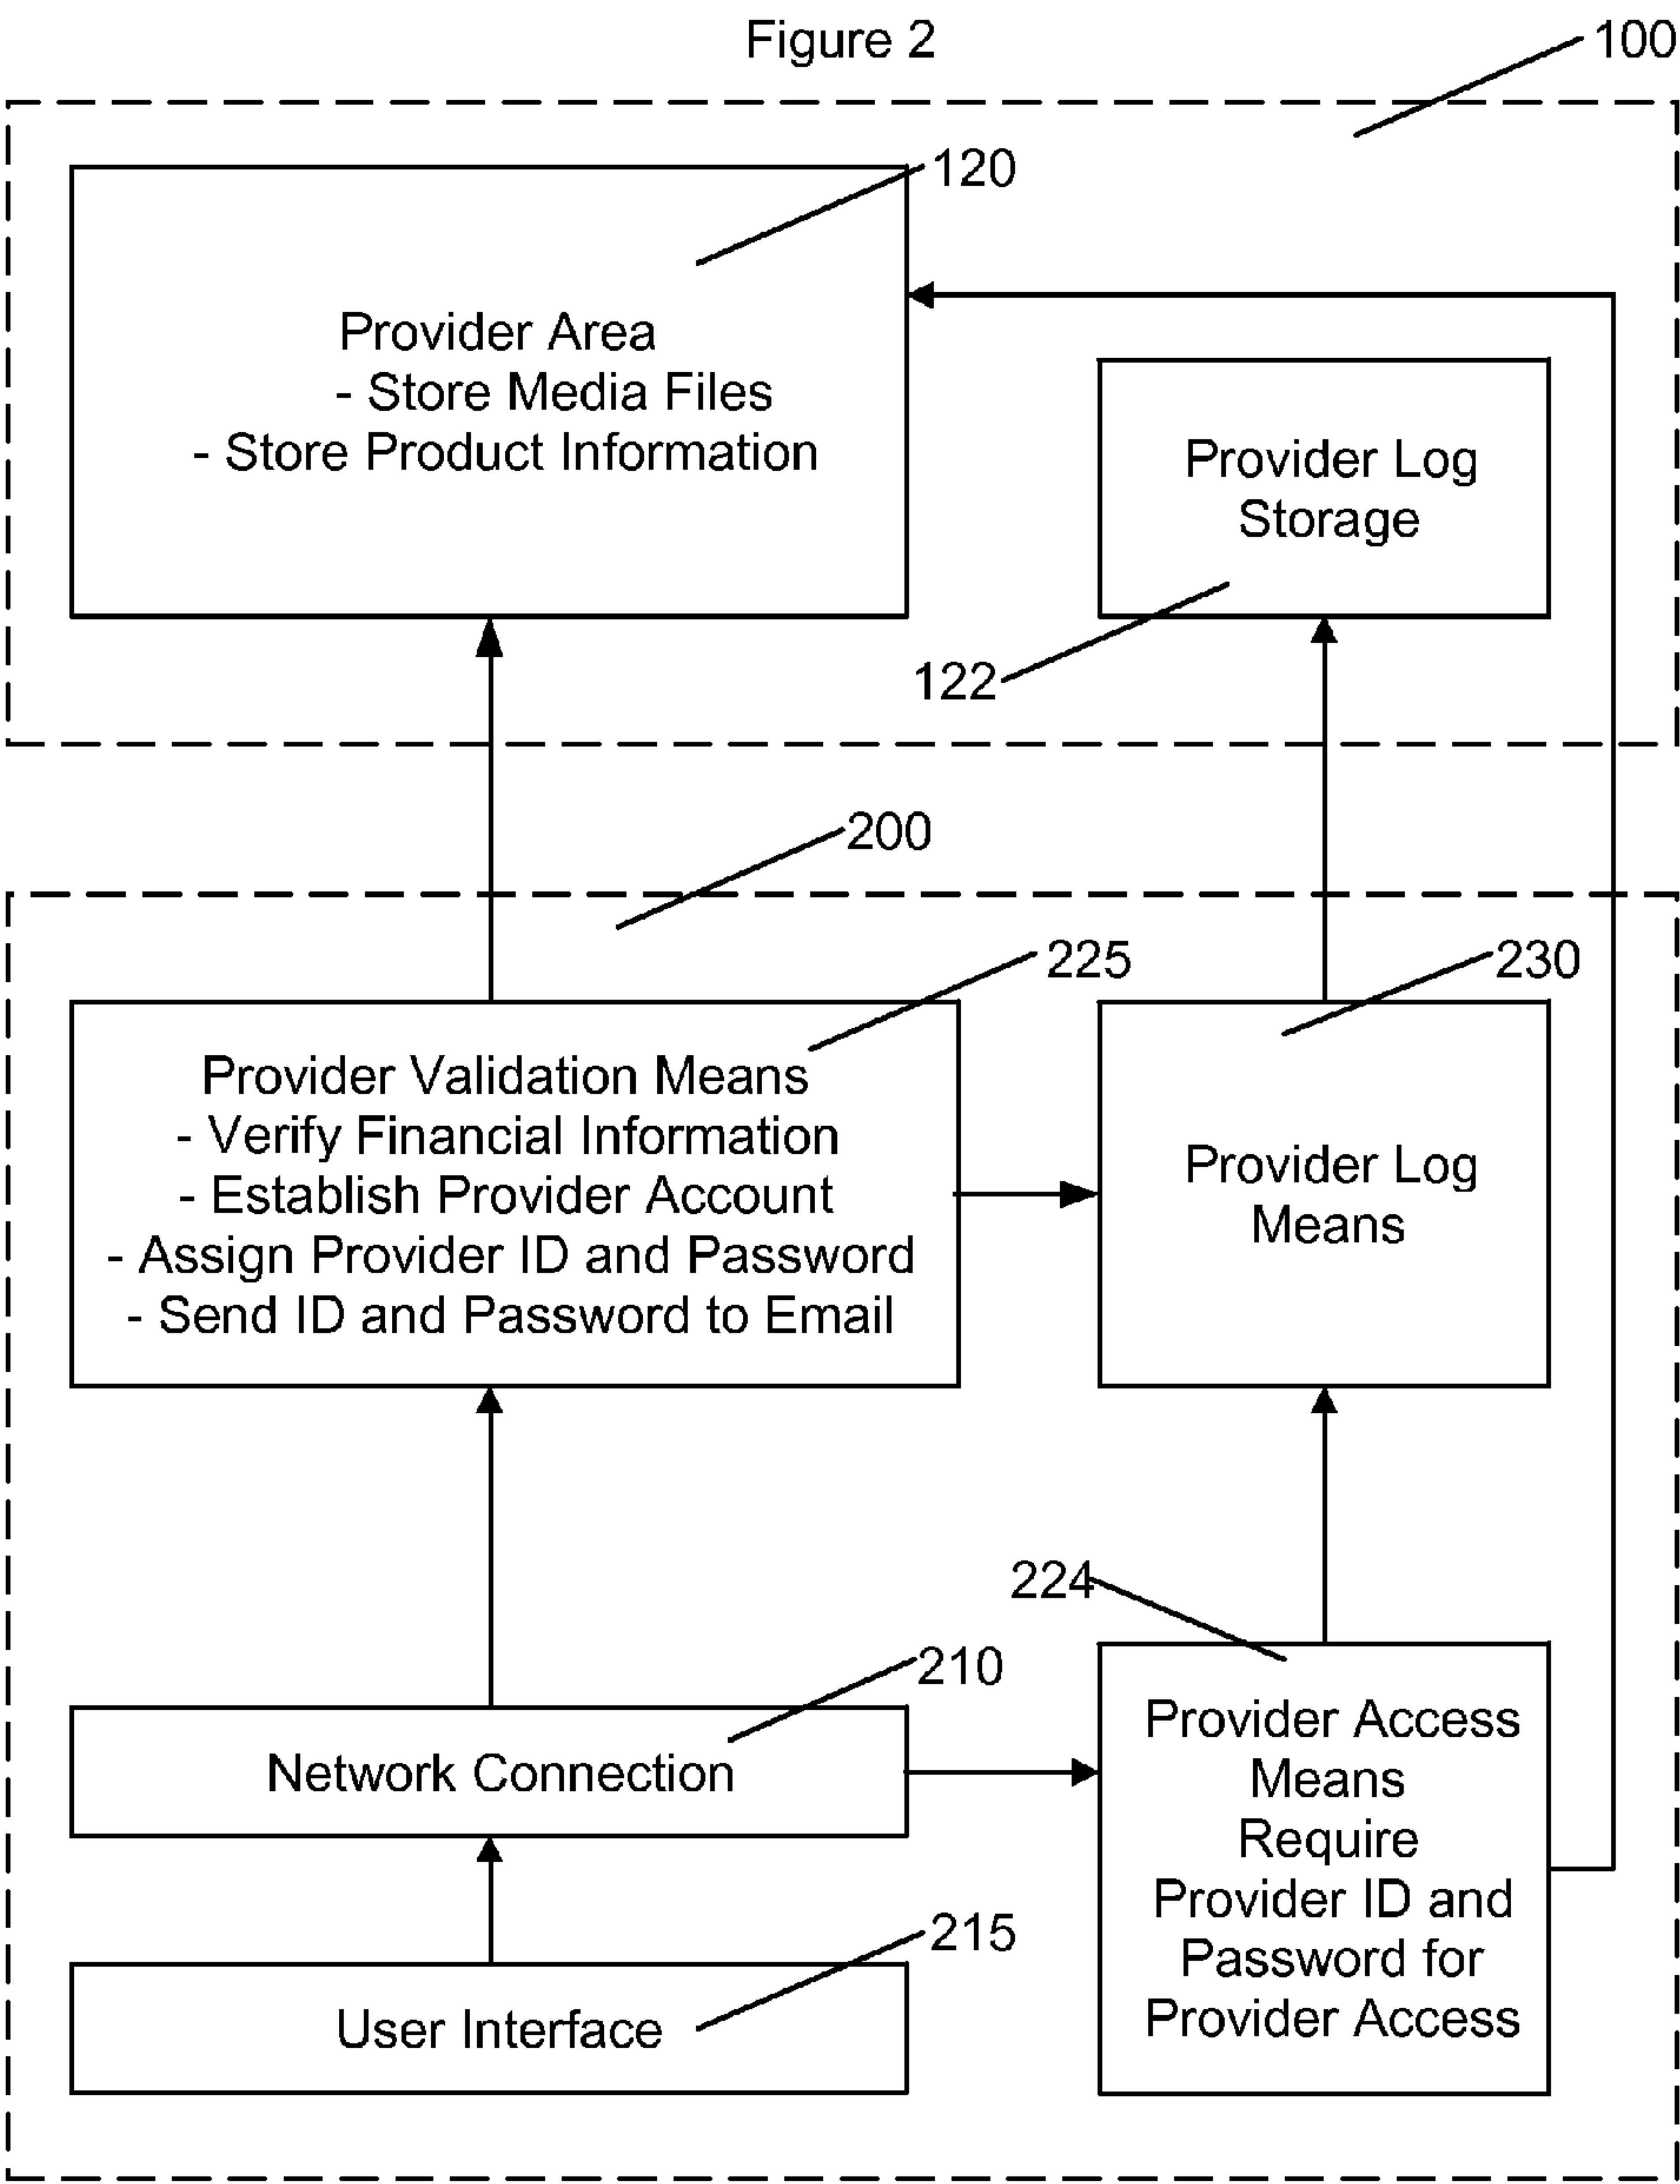 Figure 2
100
120
Provider Area
- Store Media Files
- Store Product Information
Provider Log
Storage
122
200
225
230
Provider Validation Means
- Verify Financial Information
- Establish Provider Account
- Assign Provider ID and Password
- Send ID and Password to Email
Provider Log
Means
224
210
Network Connection
Provider Access
Means
Require
Provider ID and
Password for
Provider Access
215
User Interface